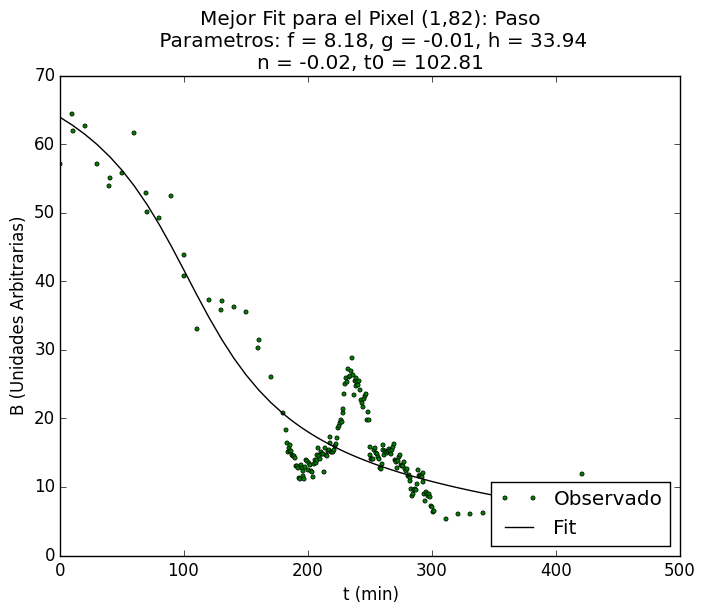 Mejor Fit para el Pixel (1,82): Paso
Parametros: f = 8.18, g = -0.01, h = 33.94
n = -0.02, t0 = 102.81
70
60
50
40
30
20
10
0
B (Unidades Arbitrarias)
Observado
Fit
0 100 200 300 400 500
t (min)